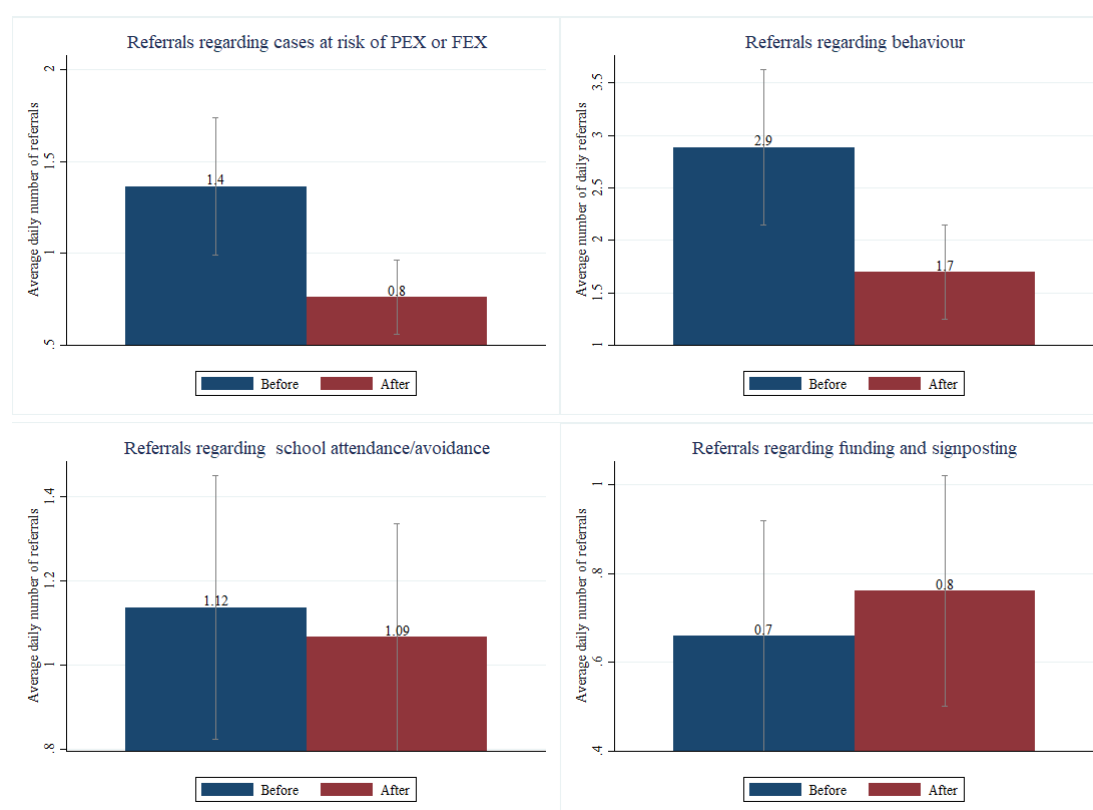 Referrals regarding cases at risk of PEX or FEX
Average daily number of referrals
2
1.5
1
.5
1.4
0.8
Before
After
Referrals regarding behaviour
Average number of daily referrals
3.5
3
2.5
2
1.5
1
2.9
1.7
Before
After
Referrals regarding  school attendance/avoidance
Average daily number of referrals
1.4
1.2
1
.8
1.12
1.09
Before
After
Referrals regarding funding and signposting
Average daily number of referrals
1
.8
.6
.4
0.7
0.8
Before
After